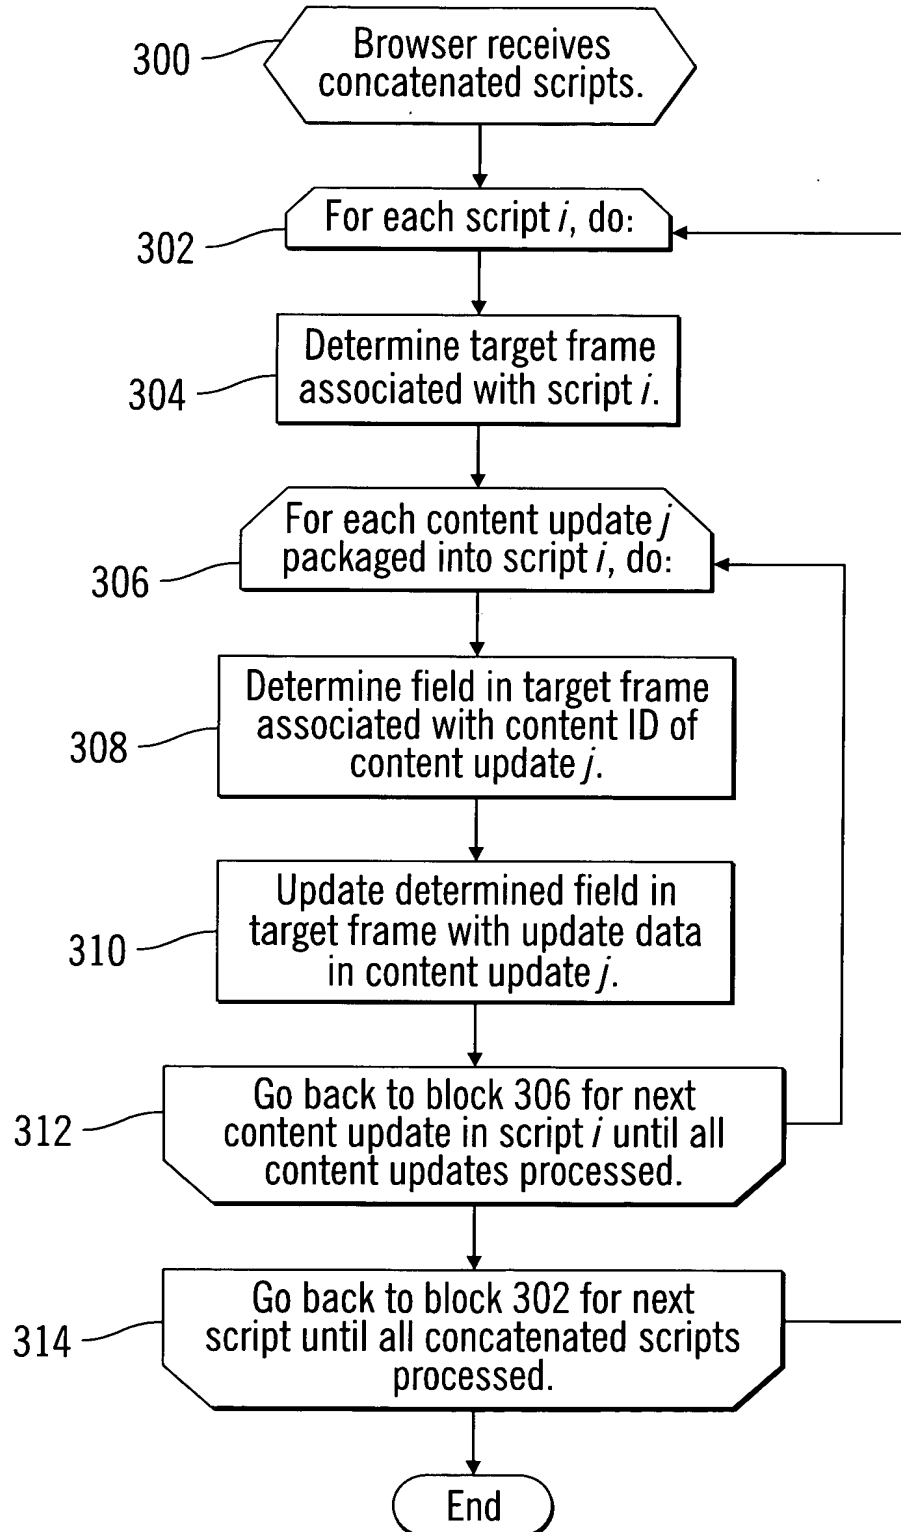 300
Browser receives
concatenated scripts.
302
For each script i, do:
304
Determine target frame
associated with script i.
306
For each content update j
packaged into script i, do:
308
Determine field in target frame
associated with content ID of
content update j.
310
Update determined field in
target frame with update data
in content update j.
312
Go back to block 306 for next
content update in script i until all
content updates processed.
314
Go back to block 302 for next
script until all concatenated scripts
processed.
End